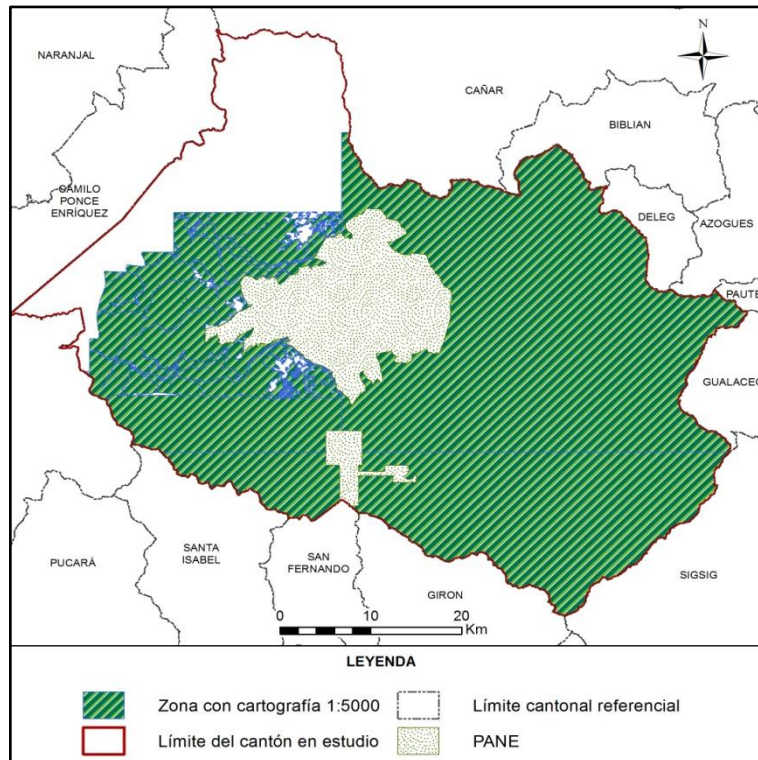 N
NARANJAL
CAÑAR
BIBLIAN
CAMILO
PONCE
ENRÍQUEZ
DELEG
AZOGUES
PAUTE
GUALACEO
PUCARÁ
SANTA
ISABEL
SAN
FERNANDO
GIRON
SIGSIG
0 10 20
Km
LEYENDA
Zona con cartografía 1:5000
Límite cantonal referencial
Límite del cantón en estudio
PANE